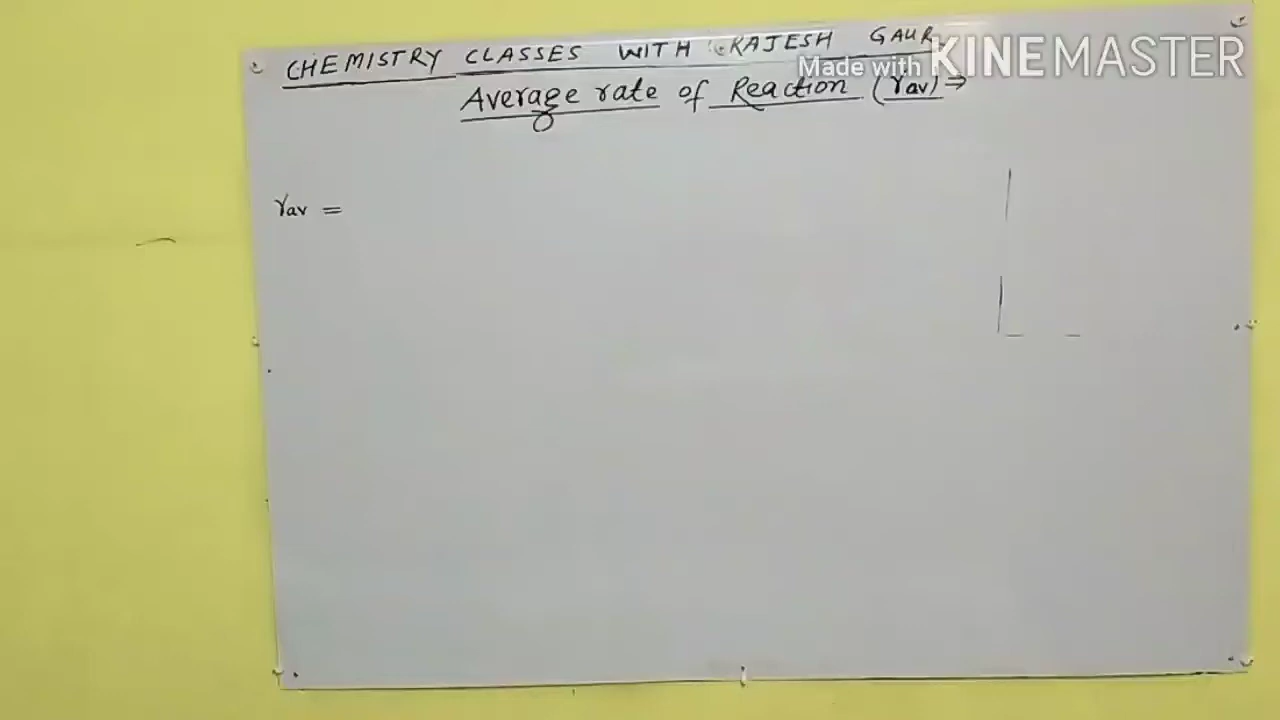 CHEMISTRY CLASSES WITH RAJESH GAUR
Made with KINEMASTER
Average rate of Reaction (rav) ⇒
rav =